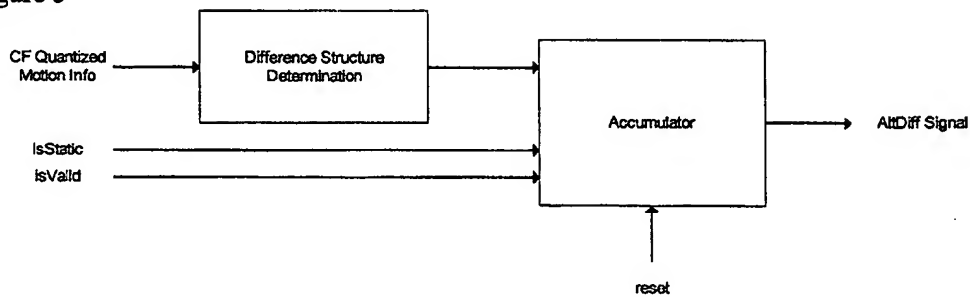 CF Quantized
Motion Info
Difference Structure
Determination
Accumulator
AltDiff Signal
isStatic
isValid
reset